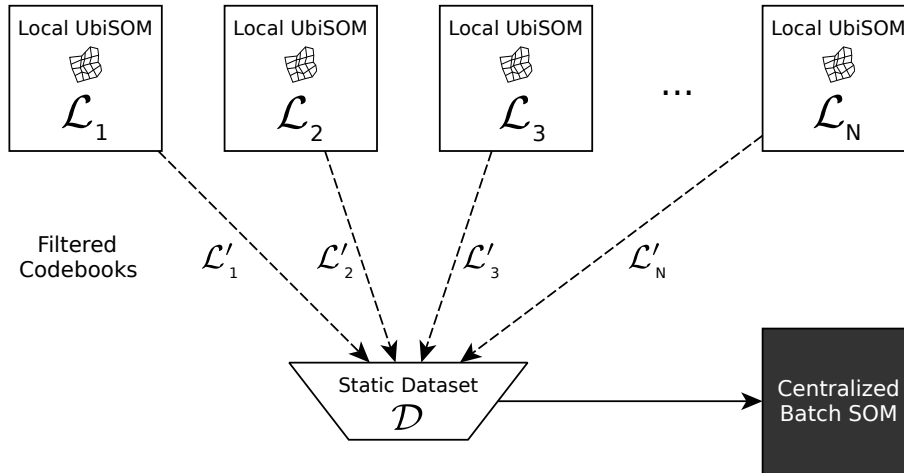 Local UbiSOM
ℒ₁
Local UbiSOM
ℒ₂
Local UbiSOM
ℒ₃
...
Local UbiSOM
ℒN
Filtered
Codebooks
ℒ′₁
ℒ′₂
ℒ′₃
ℒ′N
Static Dataset
𝒟
Centralized
Batch SOM